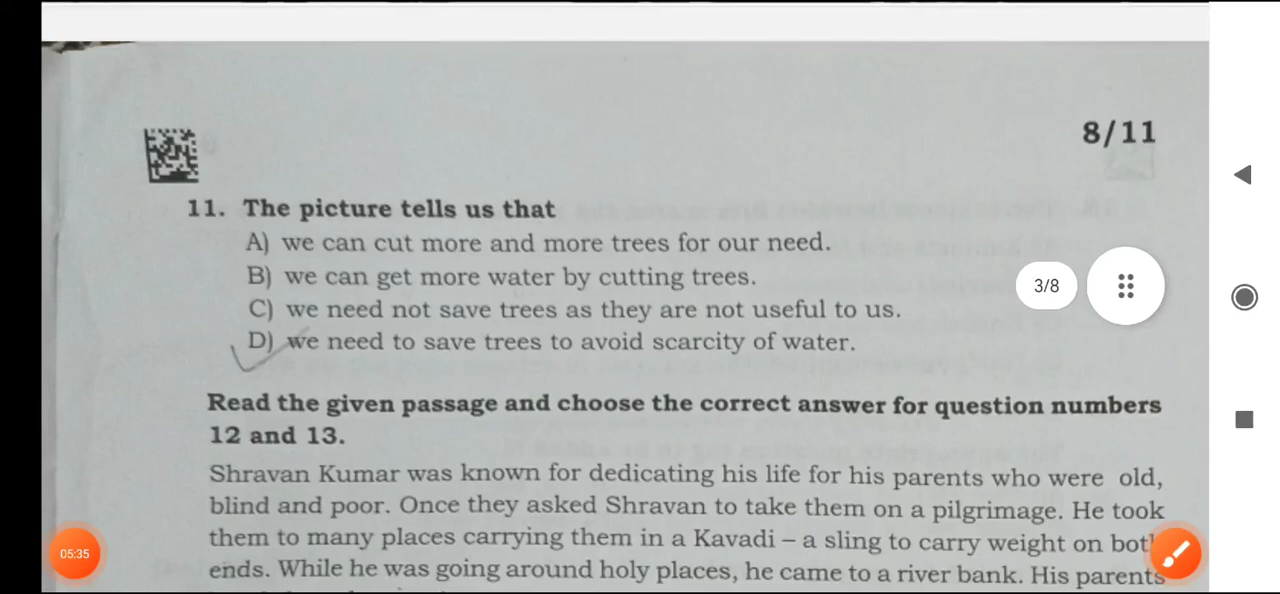 8/11
11. The picture tells us that
A) we can cut more and more trees for our need.
B) we can get more water by cutting trees.
3/8
C) we need not save trees as they are not useful to us.
D) we need to save trees to avoid scarcity of water.
Read the given passage and choose the correct answer for question numbers
12 and 13.
Shravan Kumar was known for dedicating his life for his parents who were old,
blind and poor. Once they asked Shravan to take them on a pilgrimage. He took
them to many places carrying them in a Kavadi – a sling to carry weight on
05:35
ends. While he was going around holy places, he came to a river bank. His parents